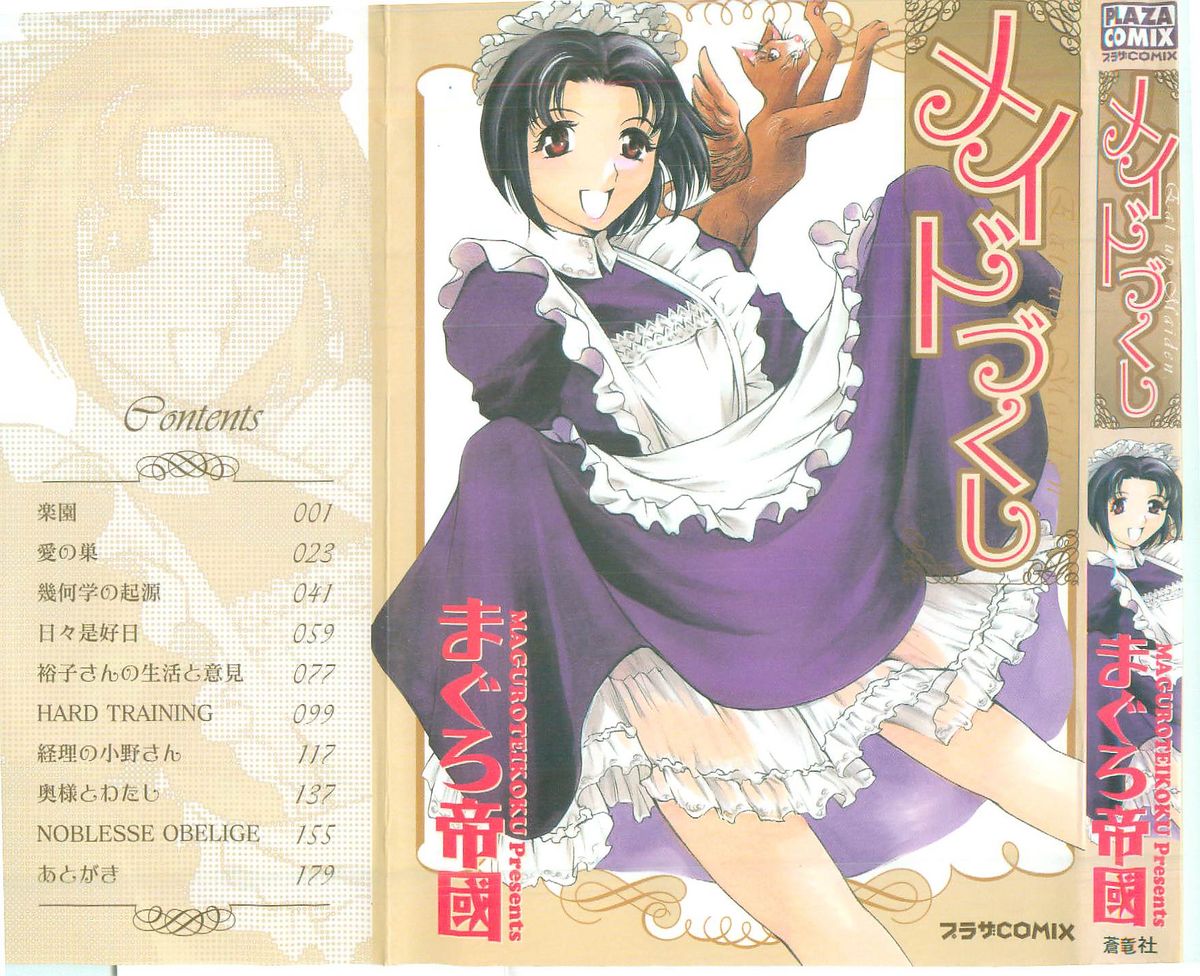 Contents
楽園 001
愛の巣 023
幾何学の起源 041
日々是好日 059
裕子さんの生活と意見 077
HARD TRAINING 099
経理の小野さん 117
奥様とわたし 137
NOBLESSE OBELIGE 155
あとがき 179
メイドづくし
まぐろ帝國
MAGUROTEIKOKU Presents
プラザCOMIX
PLAZA
COMIX
プラザCOMIX
メイドづくし
Eat up Maiden
まぐろ帝國
MAGUROTEIKOKU Presents
蒼竜社